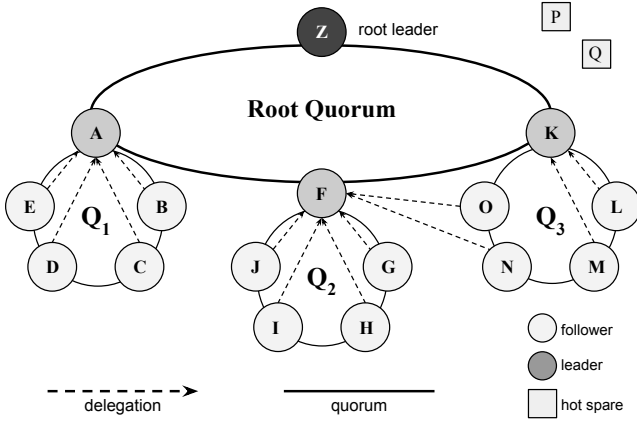 Z
root leader
P
Q
Root Quorum
A
K
F
E
B
Q1
D
C
O
L
Q3
N
M
J
G
Q2
I
H
follower
leader
hot spare
delegation
quorum